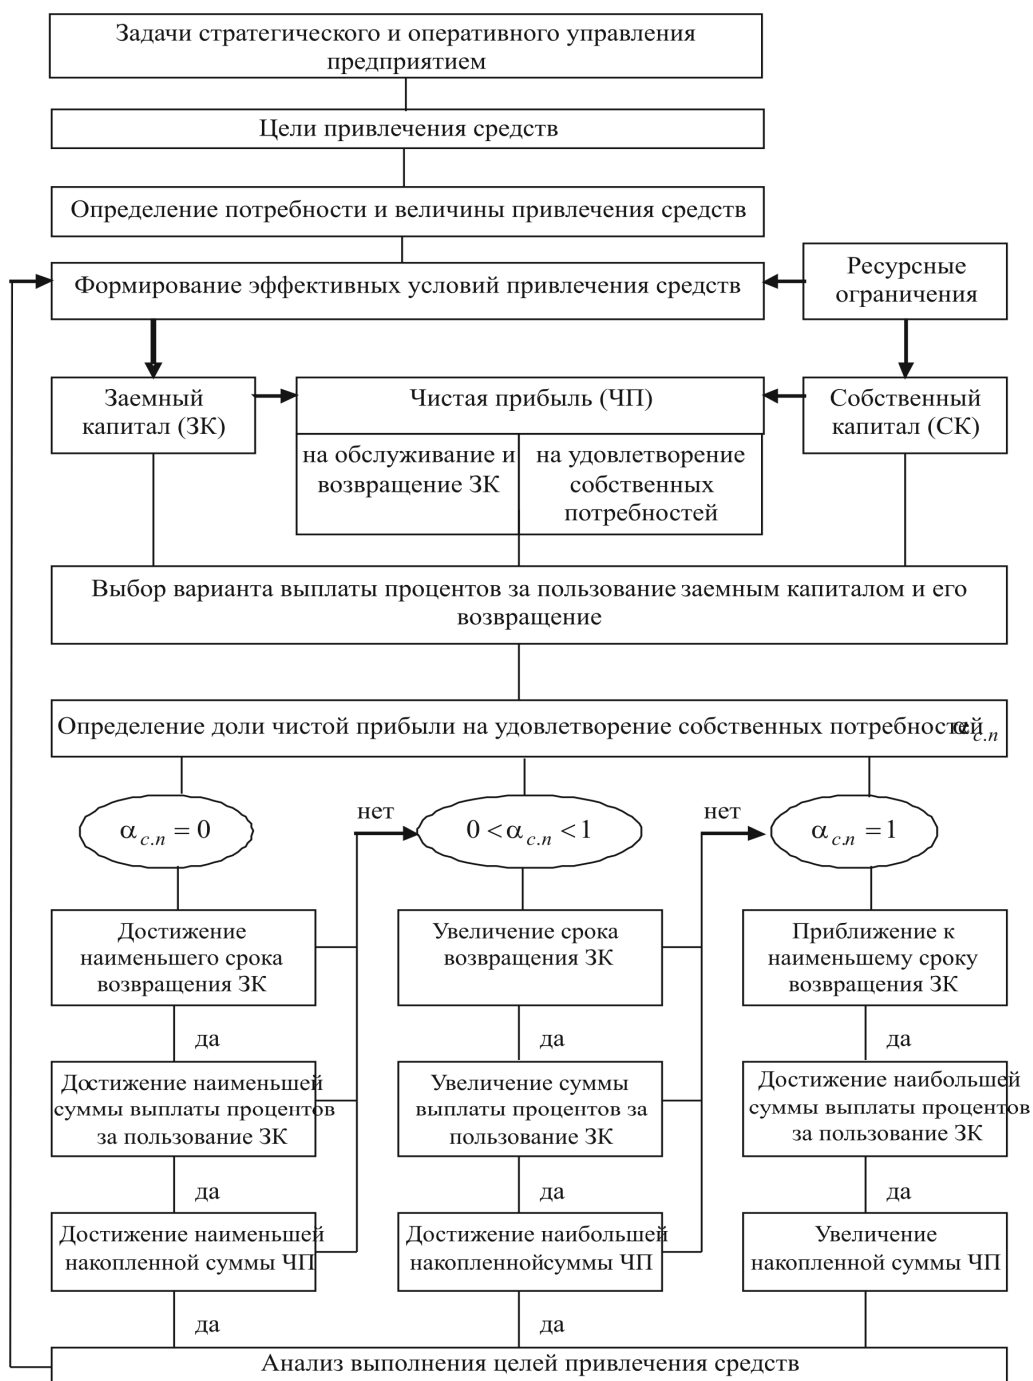 Задачи стратегического и оперативного управления
предприятием
Цели привлечения средств
Определение потребности и величины привлечения средств
Формирование эффективных условий привлечения средств
Ресурсные
ограничения
Заемный
капитал (ЗК)
Чистая прибыль (ЧП)
на обслуживание и
возвращение ЗК
на удовлетворение
собственных
потребностей
Собственный
капитал (СК)
Выбор варианта выплаты процентов за пользование заемным капиталом и его
возвращение
Определение доли чистой прибыли на удовлетворение собственных потребностей α с.п
α с.п = 0
нет
0 < α с.п < 1
нет
α с.п = 1
Достижение
наименьшего срока
возвращения ЗК
Увеличение срока
возвращения ЗК
Приближение к
наименьшему сроку
возвращения ЗК
да
да
да
Достижение наименьшей
суммы выплаты процентов
за пользование ЗК
Увеличение суммы
выплаты процентов за
пользование ЗК
Достижение наибольшей
суммы выплаты процентов
за пользование ЗК
да
да
да
Достижение наименьшей
накопленной суммы ЧП
Достижение наибольшей
накопленнойсуммы ЧП
Увеличение
накопленной суммы ЧП
да
да
Анализ выполнения целей привлечения средств